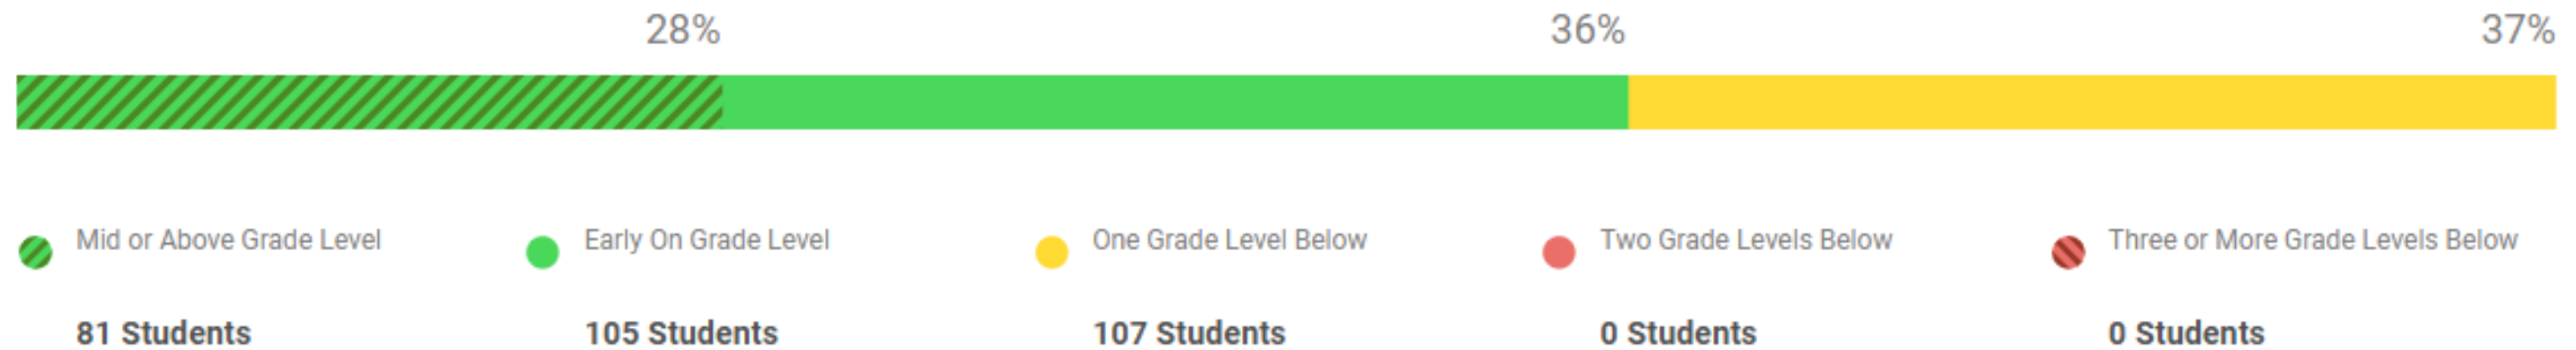 28% 36% 37%
Mid or Above Grade Level Early On Grade Level One Grade Level Below Two Grade Levels Below Three or More Grade Levels Below
81 Students 105 Students 107 Students 0 Students 0 Students